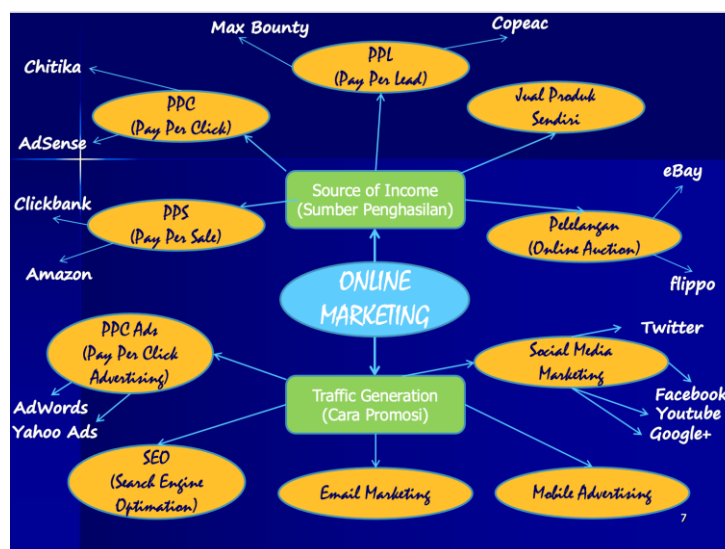 Max Bounty
Copeac
PPL
(Pay Per Lead)
Chitika
PPC
(Pay Per Click)
Jual Produk
Sendiri
AdSense
Source of Income
(Sumber Penghasilan)
eBay
Clickbank
PPS
(Pay Per Sale)
Pelelangan
(Online Auction)
Amazon
flippo
ONLINE
MARKETING
PPC Ads
(Pay Per Click
Advertising)
Twitter
Social Media
Marketing
Traffic Generation
(Cara Promosi)
AdWords
Yahoo Ads
Facebook
Youtube
Google+
SEO
(Search Engine
Optimation)
Email Marketing
Mobile Advertising
7